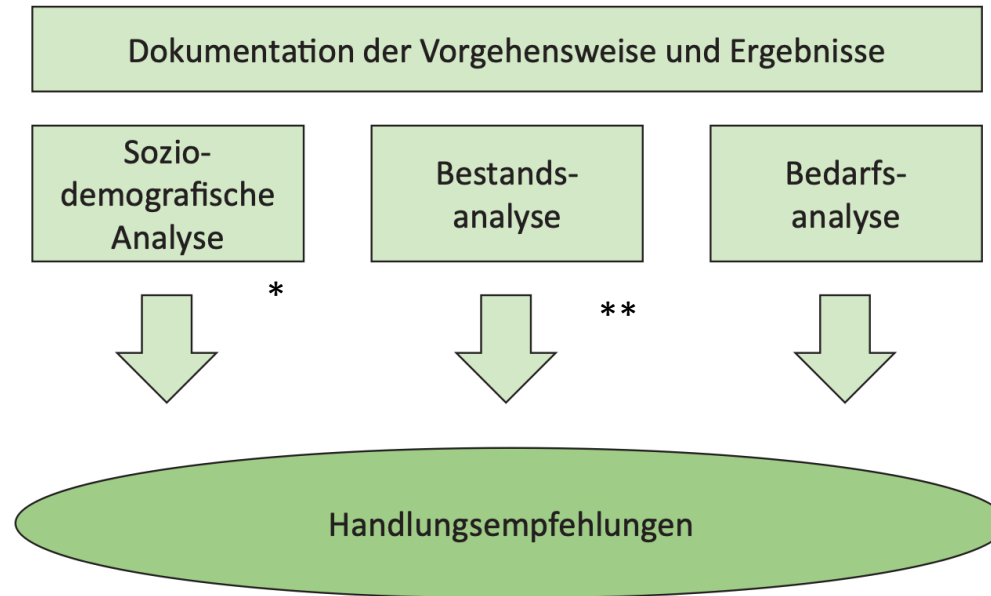 Dokumentation der Vorgehensweise und Ergebnisse
Sozio-
demografische
Analyse
Bestands-
analyse
Bedarfs-
analyse
*
**
Handlungsempfehlungen